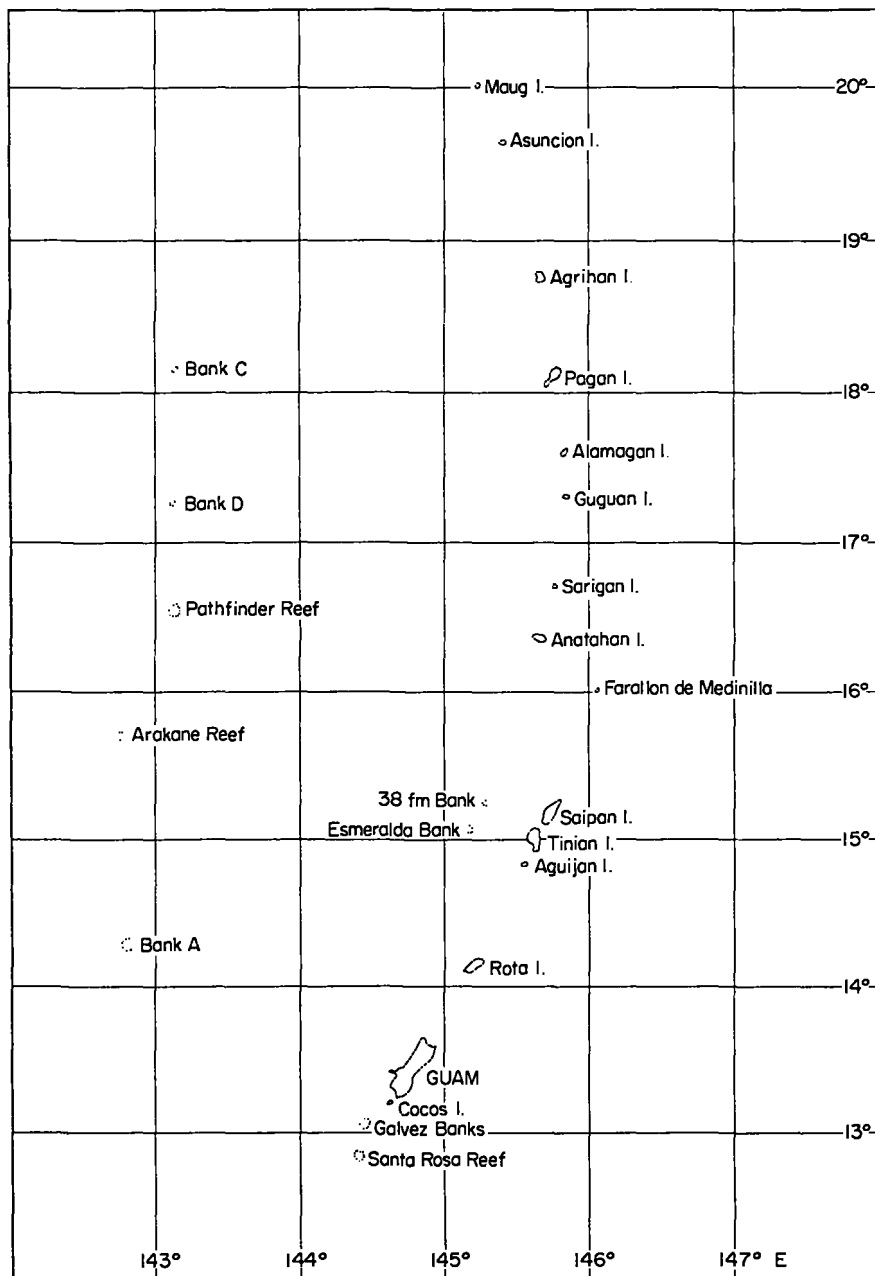 Maug I.
20°
Asuncion I.
19°
Agrihan I.
Bank C
Pagan I.
18°
Alamagan I.
Bank D
Guguan I.
17°
Sarigan I.
Pathfinder Reef
Anatahan I.
Farallon de Medinilla
16°
Arakane Reef
38 fm Bank
Saipan I.
Esmeralda Bank
15°
Tinian I.
Aguijan I.
Bank A
Rota I.
14°
GUAM
Cocos I.
Galvez Banks
13°
Santa Rosa Reef
143° 144° 145° 146° 147° E